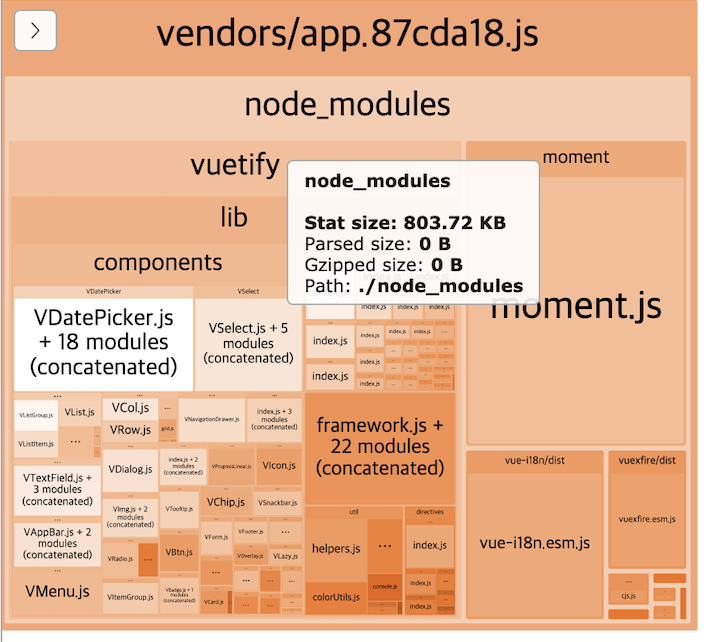 vendors/app.87cda18.js
node_modules
vuetify
moment
node_modules
Stat size: 803.72 KB
Parsed size: 0 B
Gzipped size: 0 B
Path: ./node_modules
lib
components
moment.js
VDatePicker
VSelect
VDatePicker.js
+ 18 modules
(concatenated)
VSelect.js + 5
modules
(concatenated)
index.js
index.js
index.js
index.js
index.js
index.js
index.js
index.js
index.js
index.js
...
VListGroup.js
VList.js
VCol.js
...
VNavigationDrawer.js
index.js + 3
modules
(concatenated)
VRow.js
grid.js
VListItem.js
...
framework.js +
22 modules
(concatenated)
VDialog.js
index.js + 2
modules
(concatenated)
VProgressLinear.js
VIcon.js
VTextField.js +
3 modules
(concatenated)
VImg.js + 2
modules
(concatenated)
VTooltip.js
VChip.js
VSnackbar.js
VAppBar.js + 2
modules
(concatenated)
VForm.js
VFooter.js
...
VRadio.js
...
VBtn.js
VOverlay.js
VLazy.js
VMenu.js
VItemGroup.js
VBadge.js + 1
modules
(concatenated)
VCard.js
...
util
directives
helpers.js
...
index.js
console.js
index.js
colorUtils.js
index.js
vue-i18n/dist
vuexfire/dist
vue-i18n.esm.js
vuexfire.esm.js
...
cjs.js